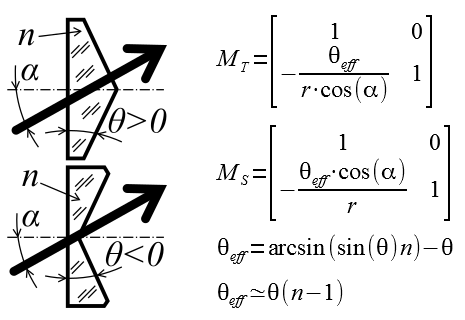 n
α
θ>0
n
α
θ<0
M_T=[1 0; -θ_eff/(r·cos(α)) 1]
M_S=[1 0; -(θ_eff·cos(α))/r 1]
θ_eff=arcsin(sin(θ)n)−θ
θ_eff≃θ(n−1)